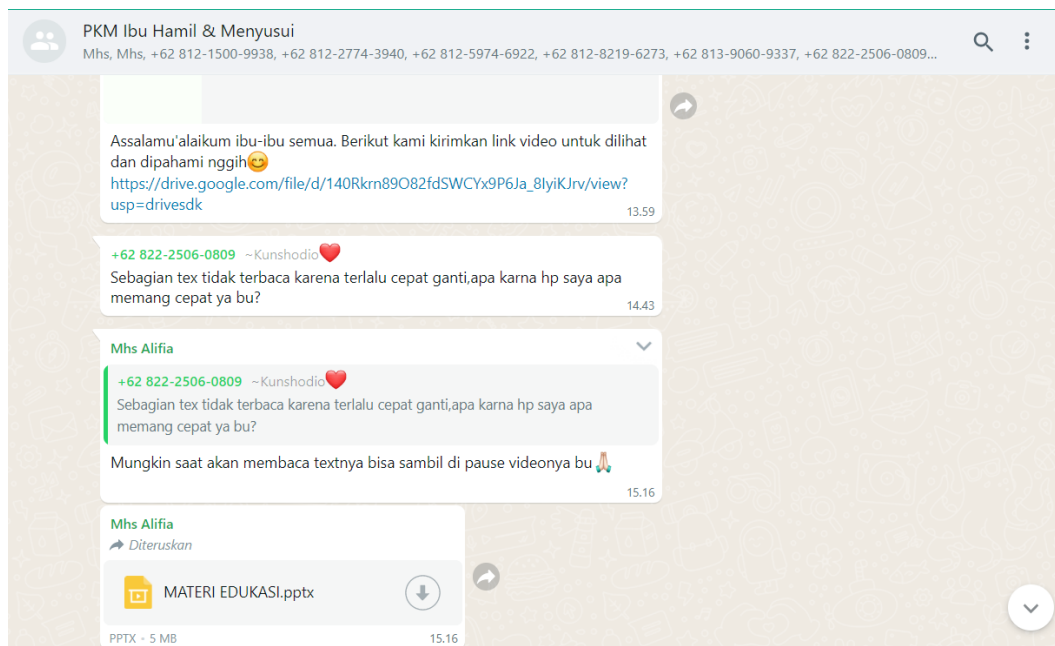 PKM Ibu Hamil & Menyusui
Mhs, Mhs, +62 812-1500-9938, +62 812-2774-3940, +62 812-5974-6922, +62 812-8219-6273, +62 813-9060-9337, +62 822-2506-0809...
Assalamu'alaikum ibu-ibu semua. Berikut kami kirimkan link video untuk dilihat
dan dipahami nggih😊
https://drive.google.com/file/d/140Rkrn89O82fdSWCYx9P6Ja_8IyiKJrv/view?
usp=drivesdk
13.59
+62 822-2506-0809 ~Kunshodio❤️
Sebagian tex tidak terbaca karena terlalu cepat ganti,apa karna hp saya apa
memang cepat ya bu?
14.43
Mhs Alifia
+62 822-2506-0809 ~Kunshodio❤️
Sebagian tex tidak terbaca karena terlalu cepat ganti,apa karna hp saya apa
memang cepat ya bu?
Mungkin saat akan membaca textnya bisa sambil di pause videonya bu🙏🏻
15.16
Mhs Alifia
Diteruskan
MATERI EDUKASI.pptx
PPTX • 5 MB
15.16